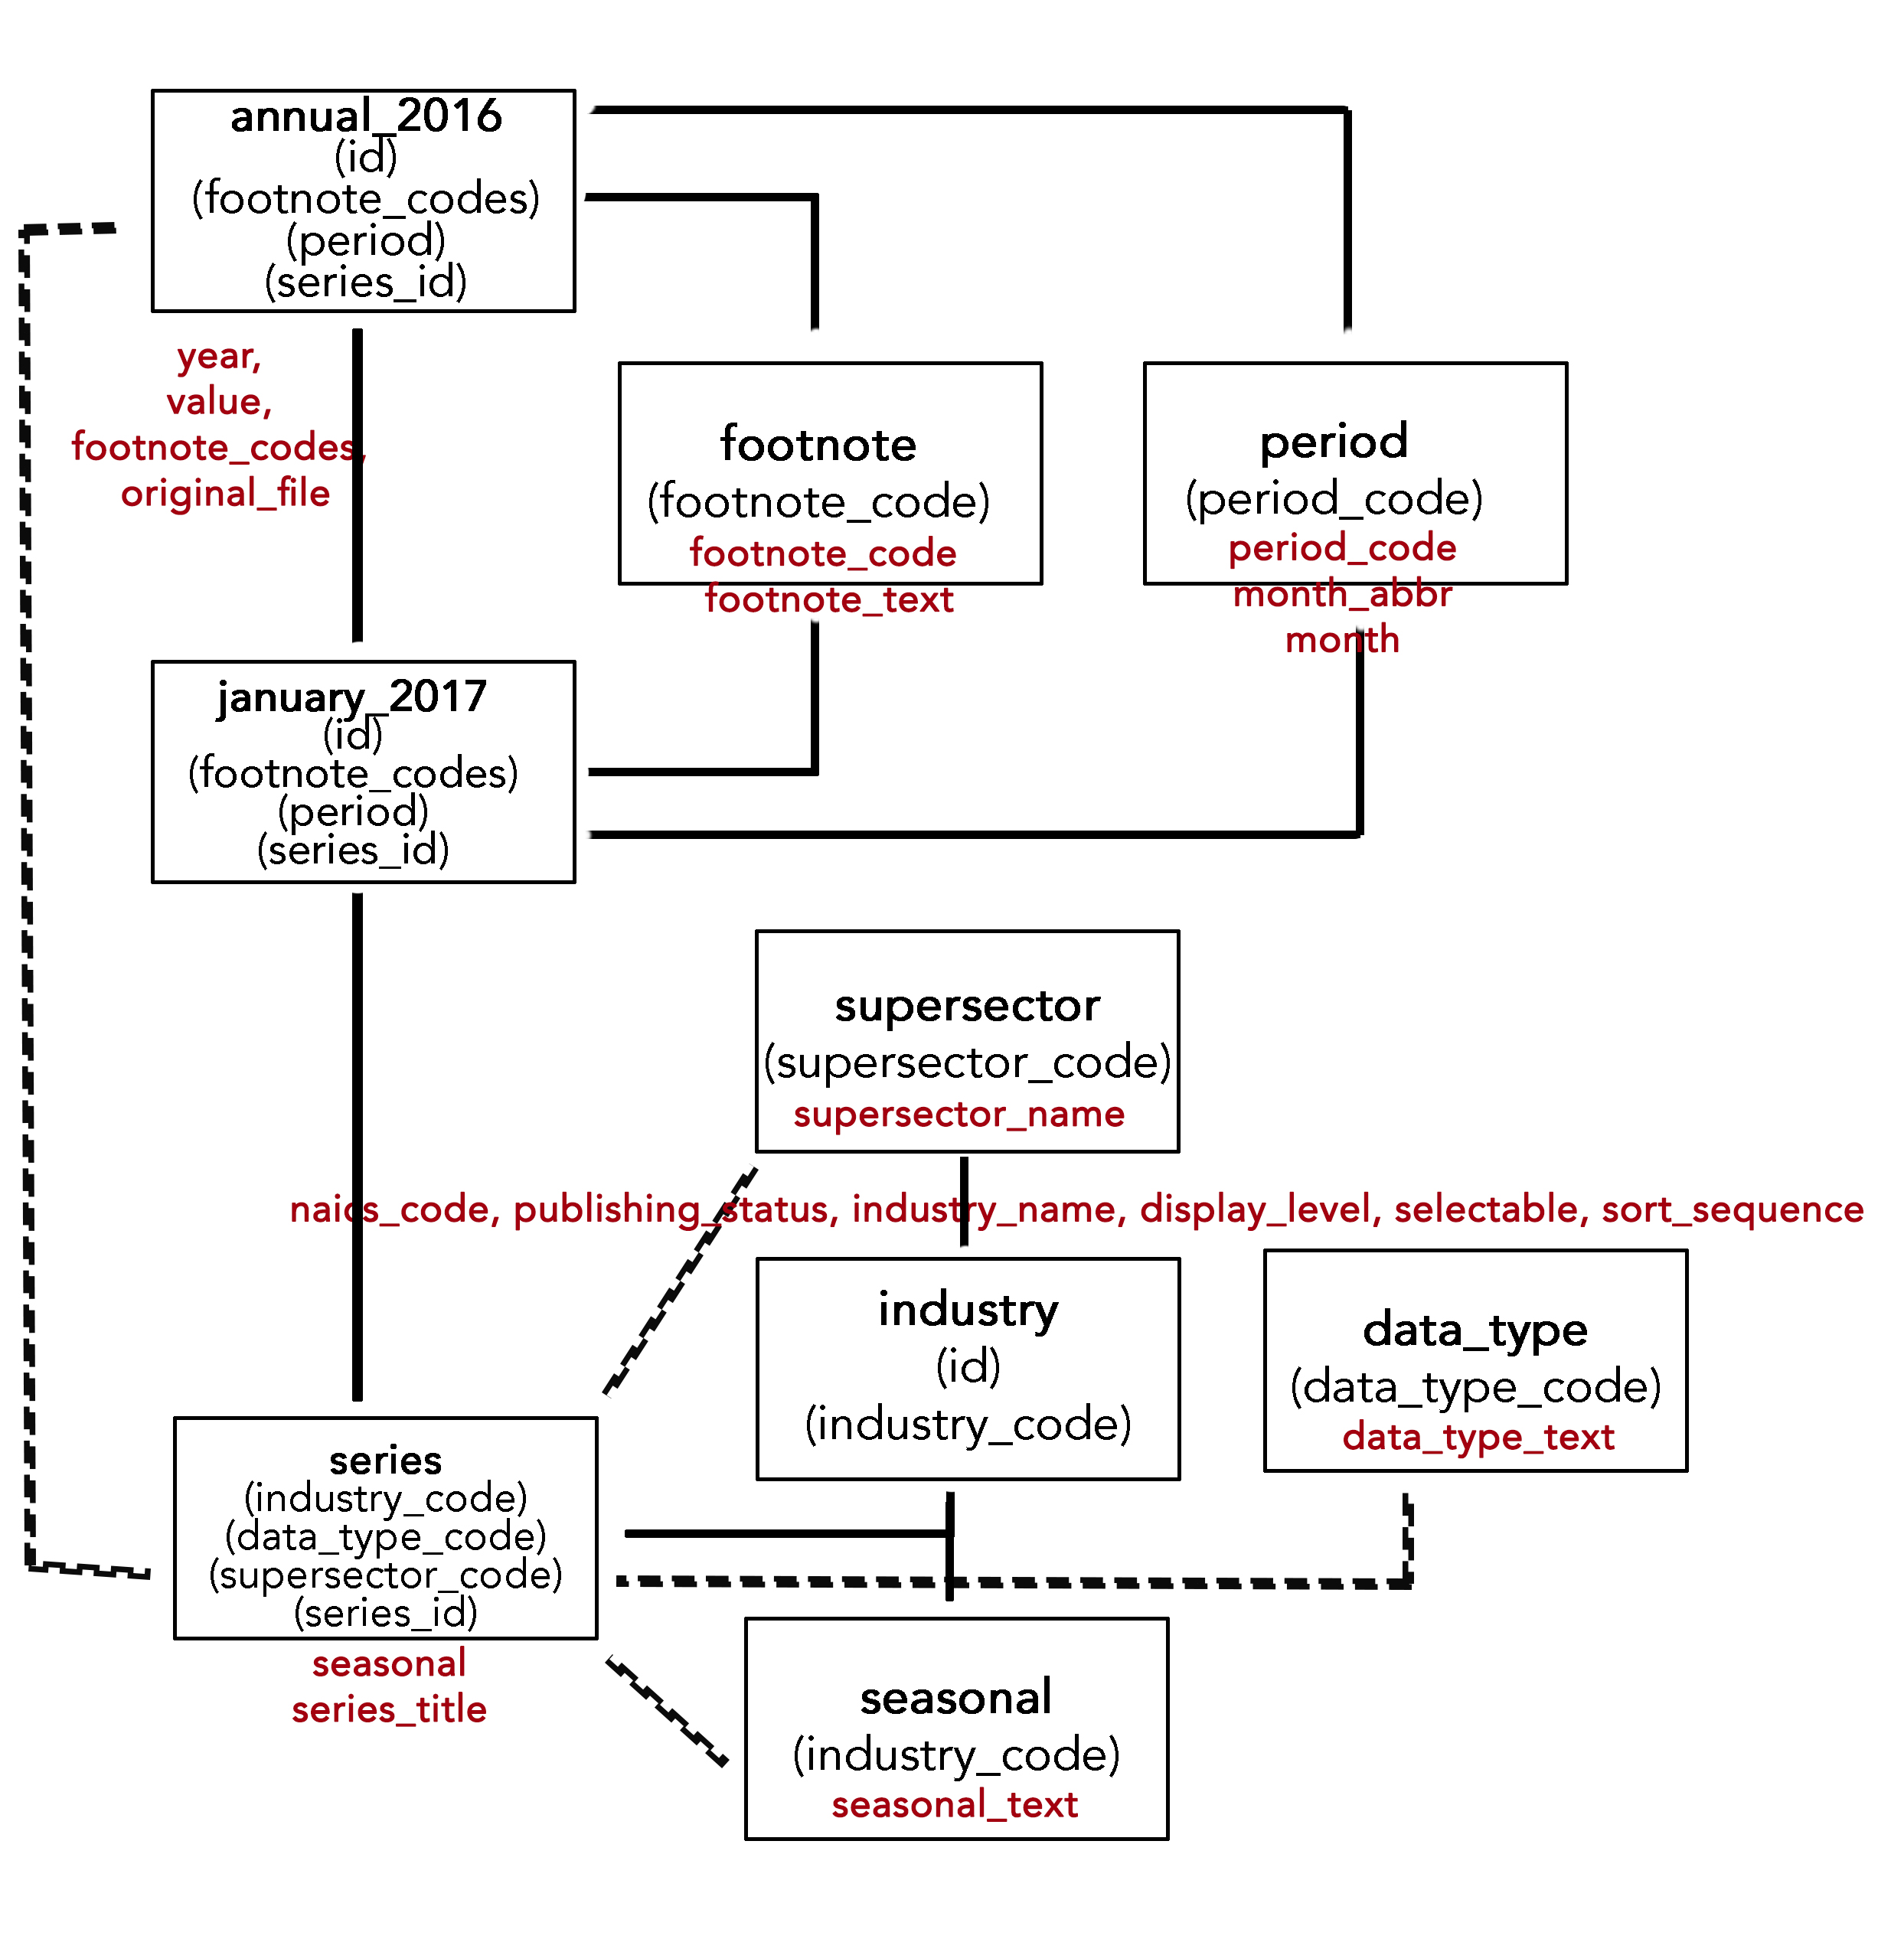 annual_2016
(id)
(footnote_codes)
(period)
(series_id)
year,
value,
footnote_codes,
original_file
footnote
(footnote_code)
footnote_code
footnote_text
period
(period_code)
period_code
month_abbr
month
january_2017
(id)
(footnote_codes)
(period)
(series_id)
supersector
(supersector_code)
supersector_name
naics_code, publishing_status, industry_name, display_level, selectable, sort_sequence
industry
(id)
(industry_code)
data_type
(data_type_code)
data_type_text
series
(industry_code)
(data_type_code)
(supersector_code)
(series_id)
seasonal
series_title
seasonal
(industry_code)
seasonal_text